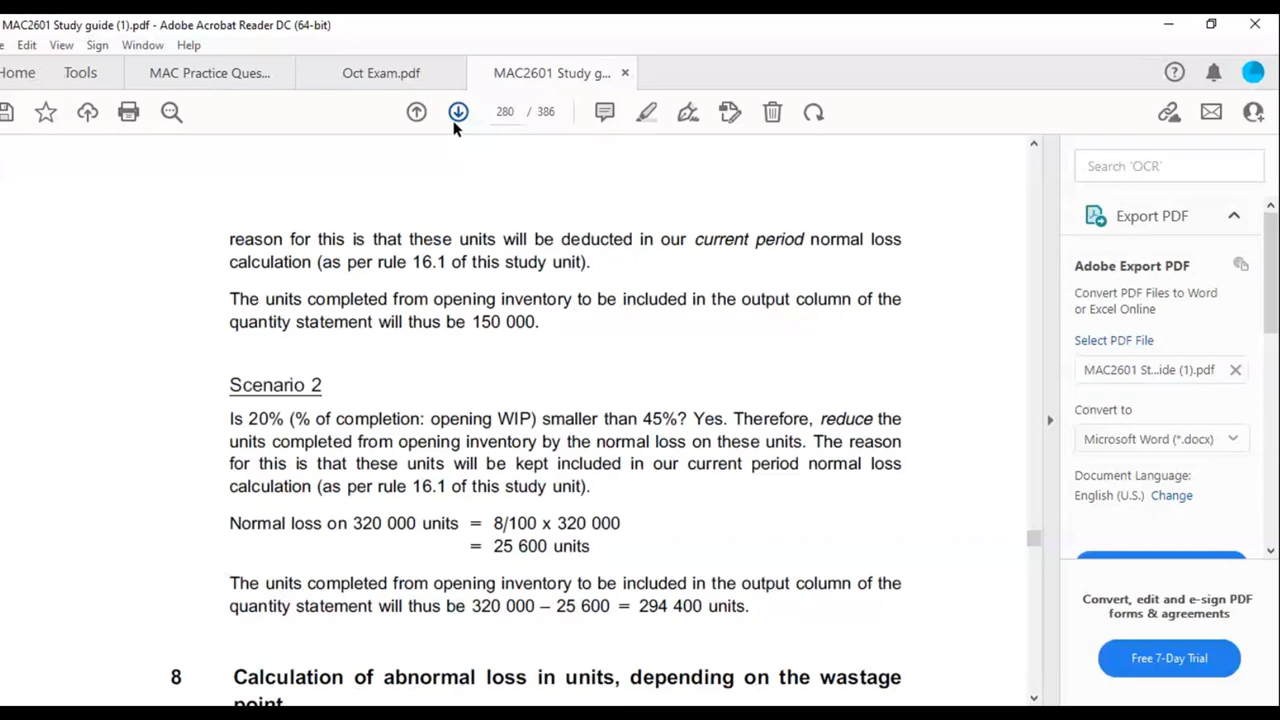 MAC2601 Study guide (1).pdf - Adobe Acrobat Reader DC (64-bit)
Edit View Sign Window Help
Home Tools MAC Practice Ques... Oct Exam.pdf MAC2601 Study g... ×
280 / 386
Search 'OCR'
Export PDF
Adobe Export PDF
Convert PDF Files to Word
or Excel Online
Select PDF File
MAC2601 St...ide (1).pdf
Convert to
Microsoft Word (*.docx)
Document Language:
English (U.S.) Change
Convert, edit and e-sign PDF
forms & agreements
Free 7-Day Trial
reason for this is that these units will be deducted in our current period normal loss
calculation (as per rule 16.1 of this study unit).
The units completed from opening inventory to be included in the output column of the
quantity statement will thus be 150 000.
Scenario 2
Is 20% (% of completion: opening WIP) smaller than 45%? Yes. Therefore, reduce the
units completed from opening inventory by the normal loss on these units. The reason
for this is that these units will be kept included in our current period normal loss
calculation (as per rule 16.1 of this study unit).
Normal loss on 320 000 units = 8/100 x 320 000
= 25 600 units
The units completed from opening inventory to be included in the output column of the
quantity statement will thus be 320 000 – 25 600 = 294 400 units.
8 Calculation of abnormal loss in units, depending on the wastage
point